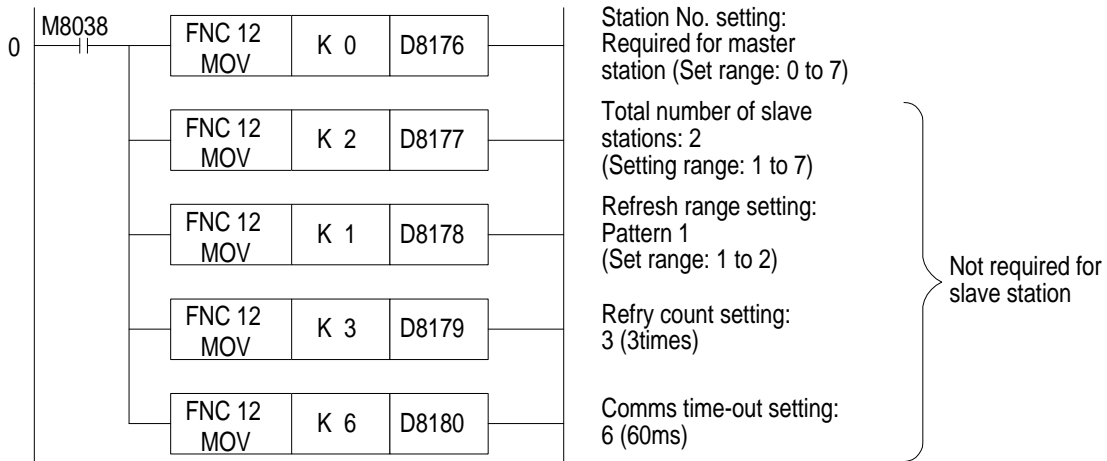 M8038
0
FNC 12
MOV
K 0
D8176
Station No. setting:
Required for master
station (Set range: 0 to 7)
FNC 12
MOV
K 2
D8177
Total number of slave
stations: 2
(Setting range: 1 to 7)
FNC 12
MOV
K 1
D8178
Refresh range setting:
Pattern 1
(Set range: 1 to 2)
FNC 12
MOV
K 3
D8179
Refry count setting:
3 (3times)
FNC 12
MOV
K 6
D8180
Comms time-out setting:
6 (60ms)
Not required for
slave station